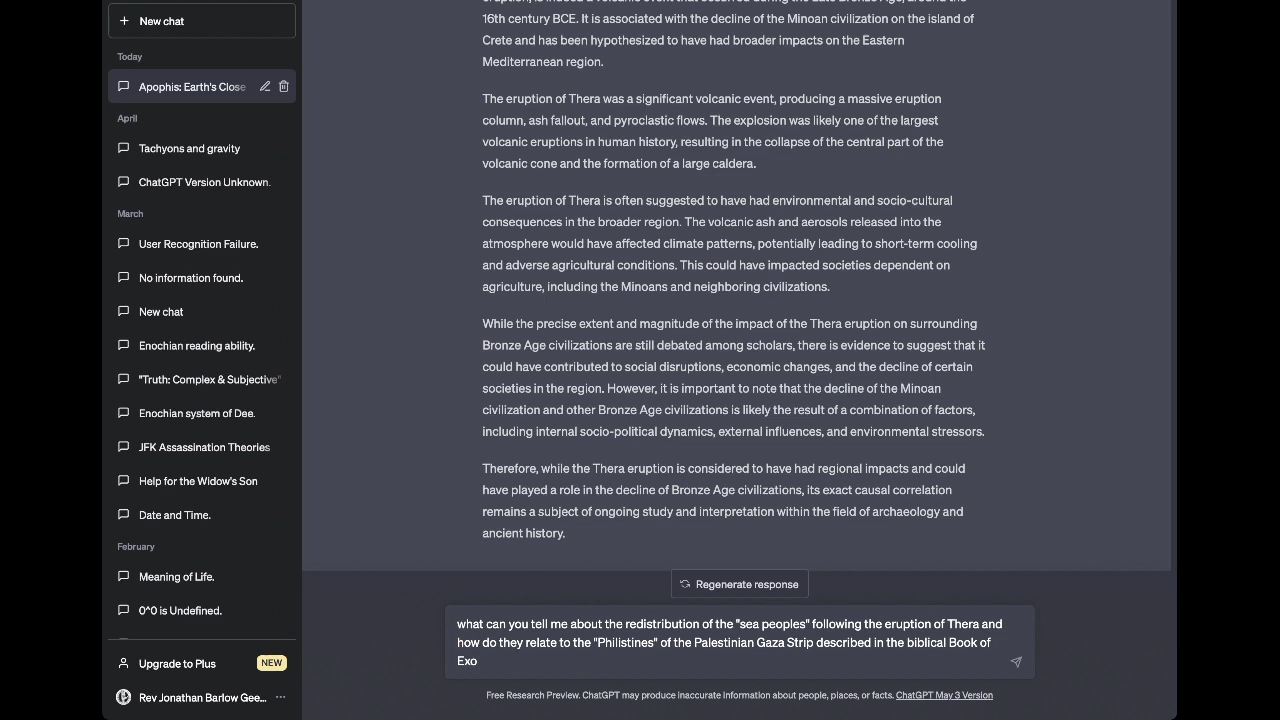 New chat
Today
Apophis: Earth's Close
April
Tachyons and gravity
ChatGPT Version Unknown.
March
User Recognition Failure.
No information found.
New chat
Enochian reading ability.
"Truth: Complex & Subjective"
Enochian system of Dee.
JFK Assassination Theories
Help for the Widow's Son
Date and Time.
February
Meaning of Life.
0^0 is Undefined.
Upgrade to Plus
NEW
Rev Jonathan Barlow Gee...
16th century BCE. It is associated with the decline of the Minoan civilization on the island of
Crete and has been hypothesized to have had broader impacts on the Eastern
Mediterranean region.
The eruption of Thera was a significant volcanic event, producing a massive eruption
column, ash fallout, and pyroclastic flows. The explosion was likely one of the largest
volcanic eruptions in human history, resulting in the collapse of the central part of the
volcanic cone and the formation of a large caldera.
The eruption of Thera is often suggested to have had environmental and socio-cultural
consequences in the broader region. The volcanic ash and aerosols released into the
atmosphere would have affected climate patterns, potentially leading to short-term cooling
and adverse agricultural conditions. This could have impacted societies dependent on
agriculture, including the Minoans and neighboring civilizations.
While the precise extent and magnitude of the impact of the Thera eruption on surrounding
Bronze Age civilizations are still debated among scholars, there is evidence to suggest that it
could have contributed to social disruptions, economic changes, and the decline of certain
societies in the region. However, it is important to note that the decline of the Minoan
civilization and other Bronze Age civilizations is likely the result of a combination of factors,
including internal socio-political dynamics, external influences, and environmental stressors.
Therefore, while the Thera eruption is considered to have had regional impacts and could
have played a role in the decline of Bronze Age civilizations, its exact causal correlation
remains a subject of ongoing study and interpretation within the field of archaeology and
ancient history.
Regenerate response
what can you tell me about the redistribution of the "sea peoples" following the eruption of Thera and
how do they relate to the "Philistines" of the Palestinian Gaza Strip described in the biblical Book of
Exo
Free Research Preview. ChatGPT may produce inaccurate information about people, places, or facts. ChatGPT May 3 Version